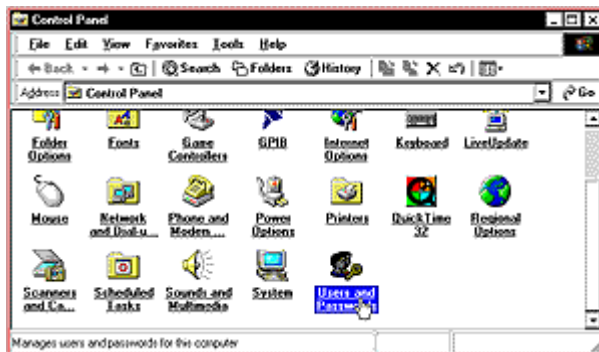 Control Panel
File Edit View Favorites Tools Help
Back Search Folders History
Address Control Panel Go
Folder Options Fonts Game Controllers GPIB Internet Options Keyboard LiveUpdate
Mouse Network and Dial-u... Phone and Modem ... Power Options Printers QuickTime 32 Regional Options
Scanners and Ca... Scheduled Tasks Sounds and Multimedia System Users and Passwords
Manages users and passwords for this computer